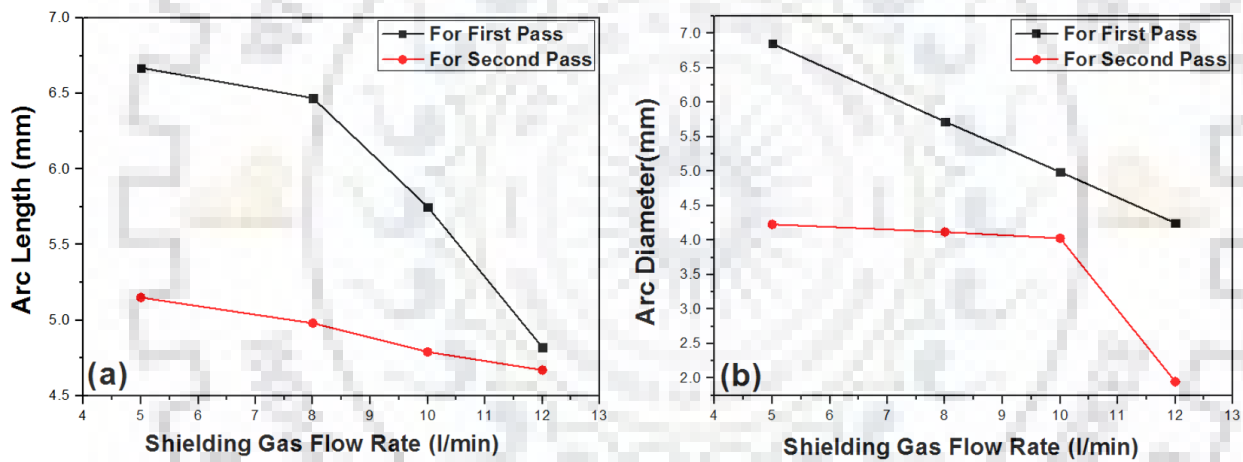 7.0
6.5
6.0
5.5
5.0
4.5
Arc Length (mm)
For First Pass
For Second Pass
(a)
4 5 6 7 8 9 10 11 12 13
Shielding Gas Flow Rate (l/min)
7.0
6.5
6.0
5.5
5.0
4.5
4.0
3.5
3.0
2.5
2.0
Arc Diameter(mm)
For First Pass
For Second Pass
(b)
4 5 6 7 8 9 10 11 12 13
Shielding Gas Flow Rate (l/min)